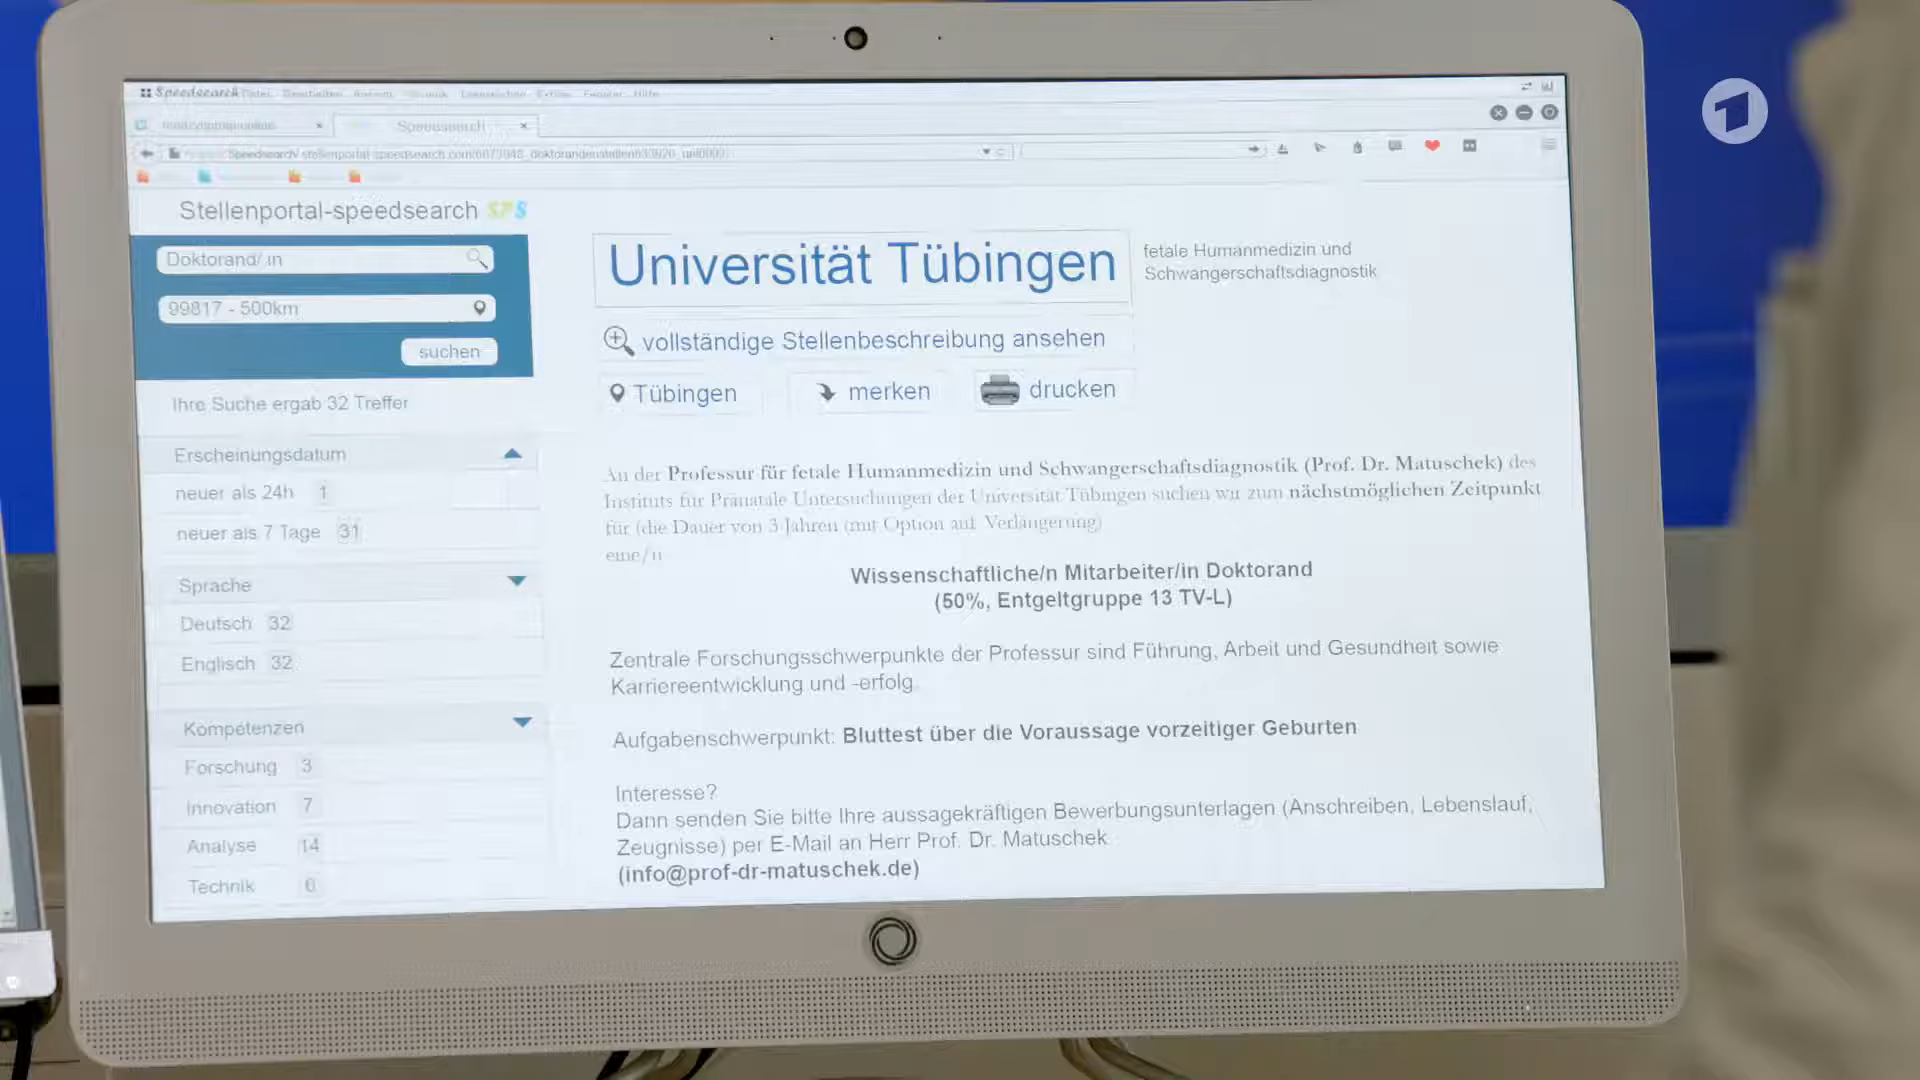 Speedsearch
Speedsearch
Stellenportal-speedsearch SPS
Doktorand/.in
99817 - 500km
suchen
Ihre Suche ergab 32 Treffer
Erscheinungsdatum
neuer als 24h 1
neuer als 7 Tage 31
Sprache
Deutsch 32
Englisch 32
Kompetenzen
Forschung 3
Innovation 7
Analyse 14
Technik 6
Universität Tübingen
fetale Humanmedizin und
Schwangerschaftsdiagnostik
vollständige Stellenbeschreibung ansehen
Tübingen merken drucken
An der Professur für fetale Humanmedizin und Schwangerschaftsdiagnostik (Prof. Dr. Matuschek) des
Instituts für Pränatale Untersuchungen der Universität Tübingen suchen wir zum nächstmöglichen Zeitpunkt
für (die Dauer von 3 Jahren (mit Option auf Verlängerung)
eine/n
Wissenschaftliche/n Mitarbeiter/in Doktorand
(50%, Entgeltgruppe 13 TV-L)
Zentrale Forschungsschwerpunkte der Professur sind Führung, Arbeit und Gesundheit sowie
Karriereentwicklung und -erfolg.
Aufgabenschwerpunkt: Bluttest über die Voraussage vorzeitiger Geburten
Interesse?
Dann senden Sie bitte Ihre aussagekräftigen Bewerbungsunterlagen (Anschreiben, Lebenslauf,
Zeugnisse) per E-Mail an Herr Prof. Dr. Matuschek
(info@prof-dr-matuschek.de)